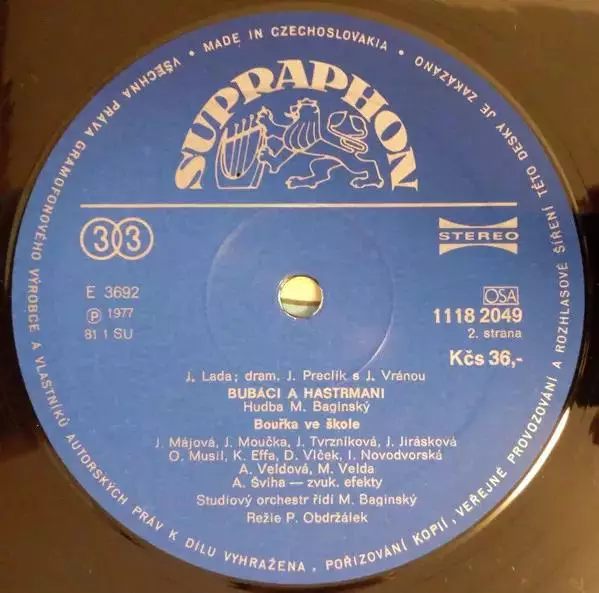 VŠECHNA PRÁVA GRAMOFONOVÉHO VÝROBCE A VLASTNÍKŮ AUTORSKÝCH PRÁV K DÍLU VYHRAŽENA. POŘIZOVÁNÍ KOPIÍ, VEŘEJNÉ PROVOZOVÁNÍ A ROZHLASOVÉ ŠÍŘENÍ TÉTO DESKY JE ZAKÁZÁNO • MADE IN CZECHOSLOVAKIA •
SUPRAPHON
33
STEREO
E 3692
Ⓟ 1977
81 1 SU
OSA
1118 2049
2. strana
Kčs 36,-
J. Lada; dram. J. Preclík s J. Vránou
BUBÁCI A HASTRMANI
Hudba M. Baginský
Bouřka ve škole
J. Májová, J. Moučka, J. Tvrzníková, J. Jirásková
O. Musil, K. Effa, D. Vlček, I. Novodvorská
A. Veldová, M. Velda
A. Šviha — zvuk. efekty
Studiový orchestr řídí M. Baginský
Režie P. Obdržálek